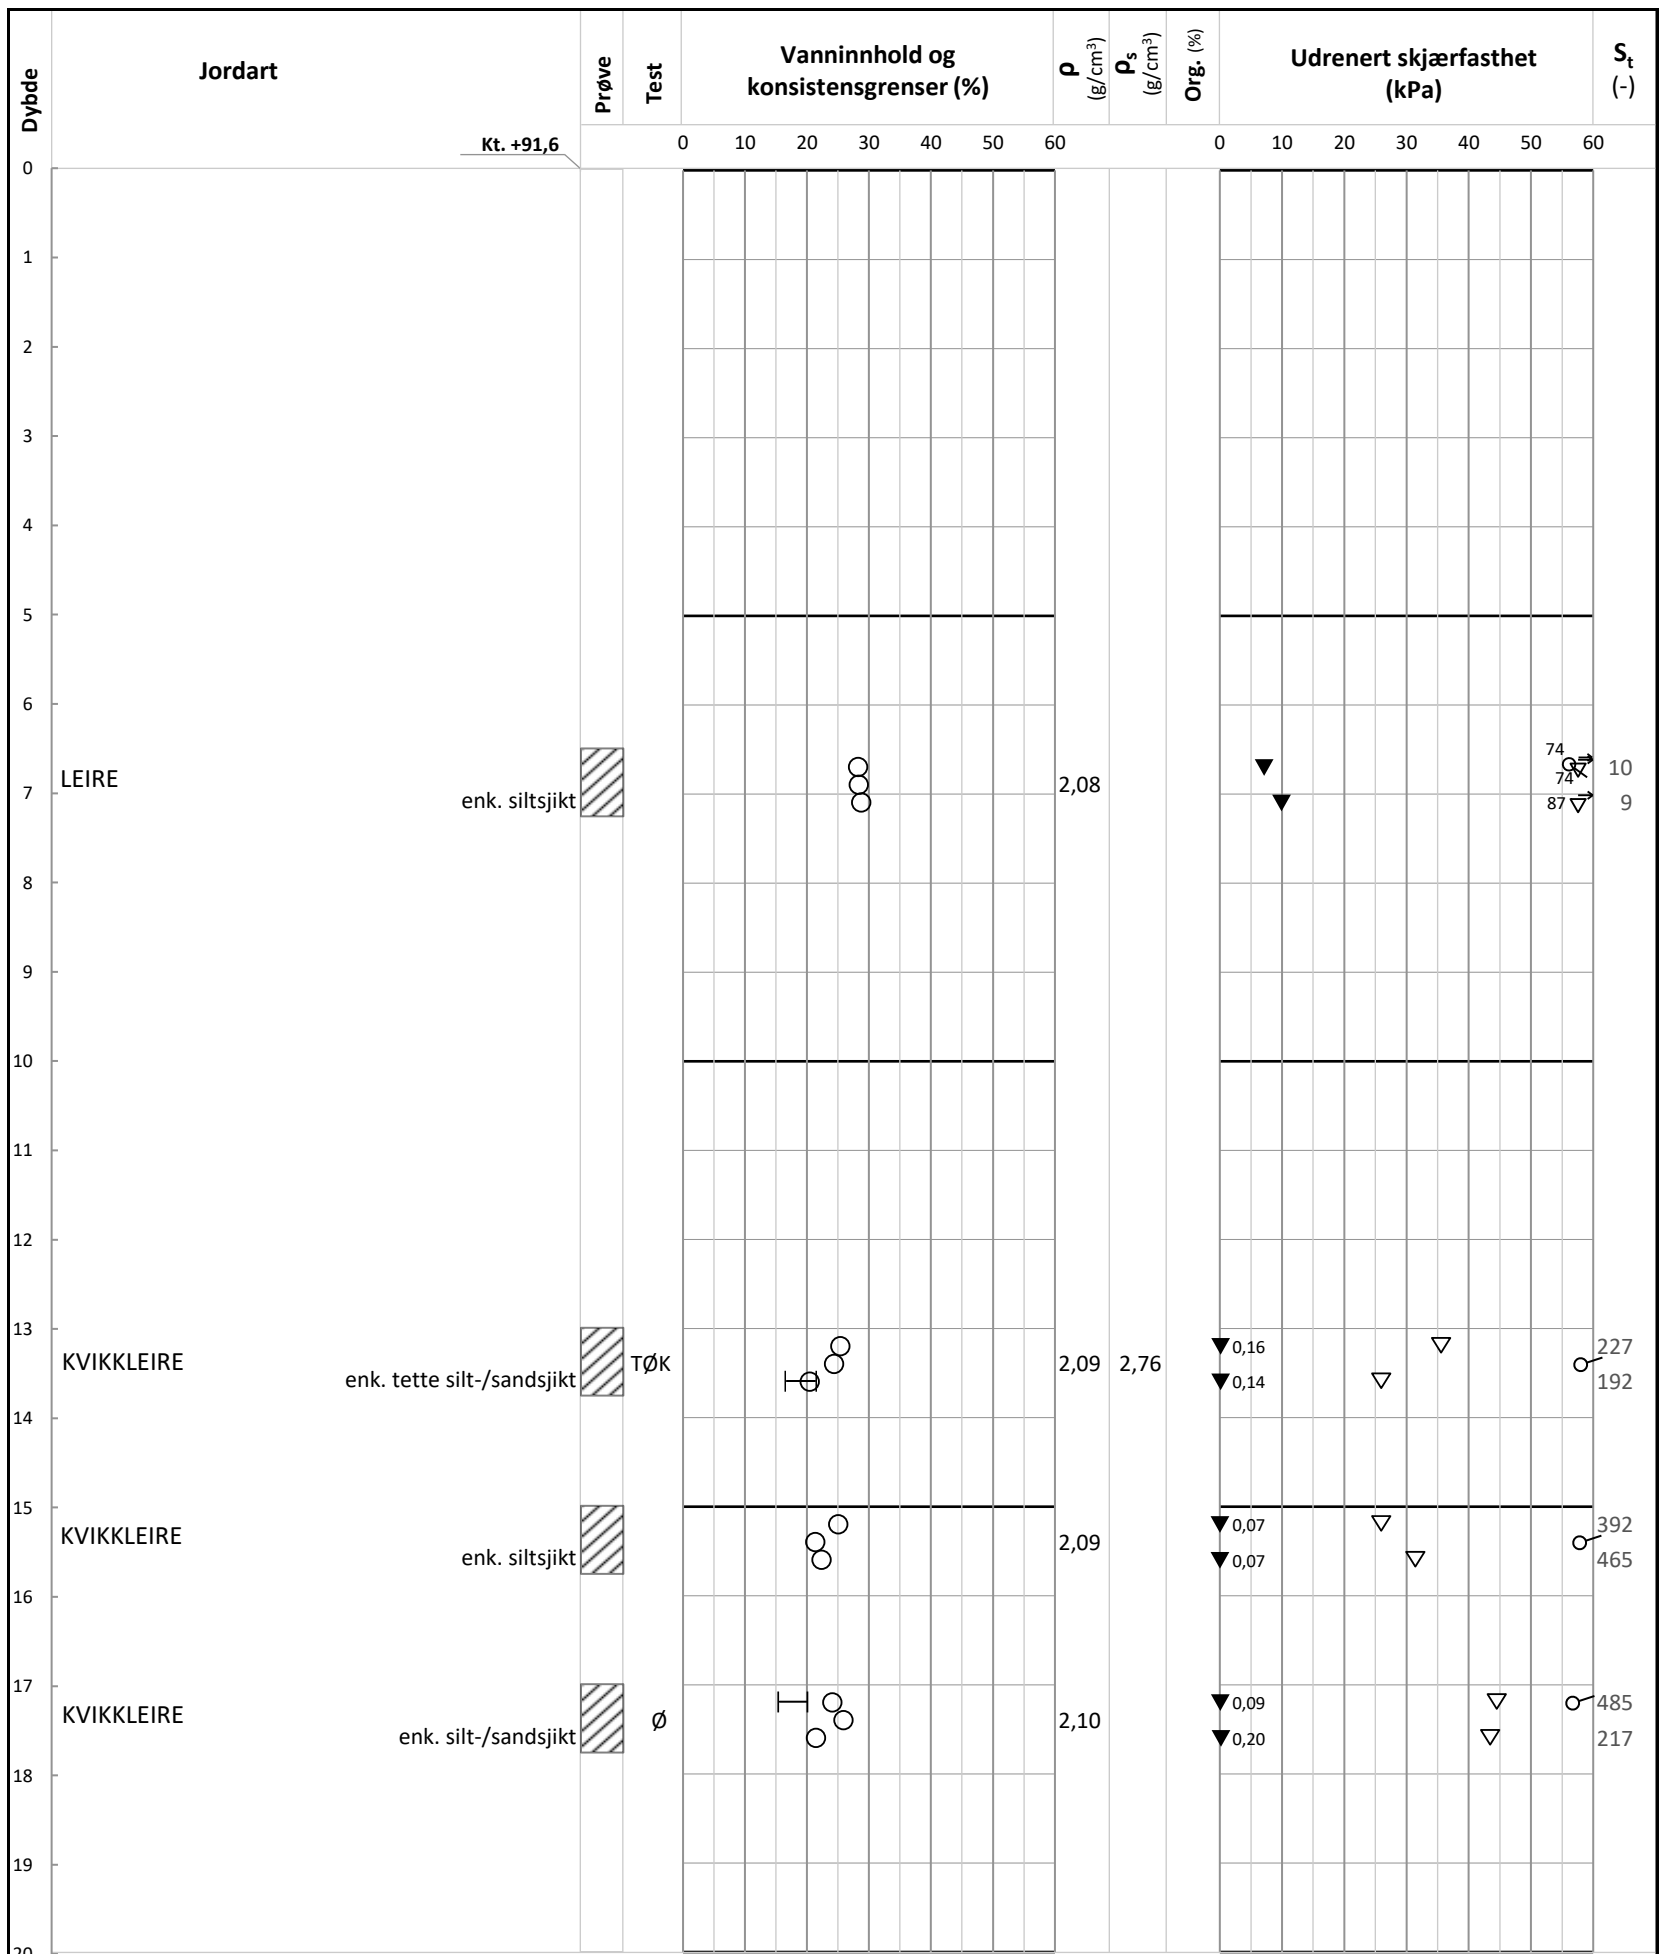 Dybde
Jordart
Prøve
Test
Vanninnhold og
konsistensgrenser (%)
ρ (g/cm³)
ρs (g/cm³)
Org. (%)
Udrenert skjærfasthet
(kPa)
St
(-)
Kt. +91,6
0 10 20 30 40 50 60
0 10 20 30 40 50 60
0
1
2
3
4
5
6
74
LEIRE
10
74
2,08
7
enk. siltsjikt
87
9
8
9
10
11
12
13
0,16
227
KVIKKLEIRE
TØK
2,09
2,76
enk. tette silt-/sandsjikt
0,14
192
14
15
0,07
392
KVIKKLEIRE
2,09
enk. siltsjikt
0,07
465
16
17
0,09
485
KVIKKLEIRE
Ø
2,10
enk. silt-/sandsjikt
0,20
217
18
19
20